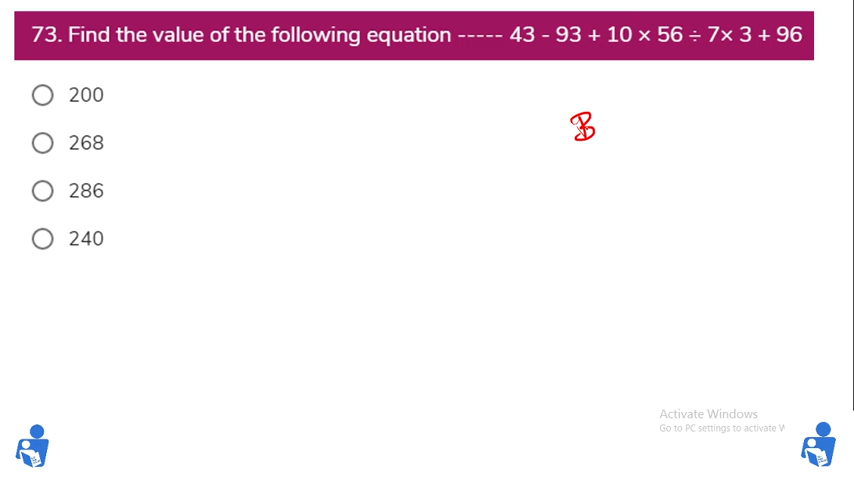 73. Find the value of the following equation ----- 43 - 93 + 10 × 56 ÷ 7× 3 + 96
B
200
268
286
240
Activate Windows
Go to PC settings to activate W